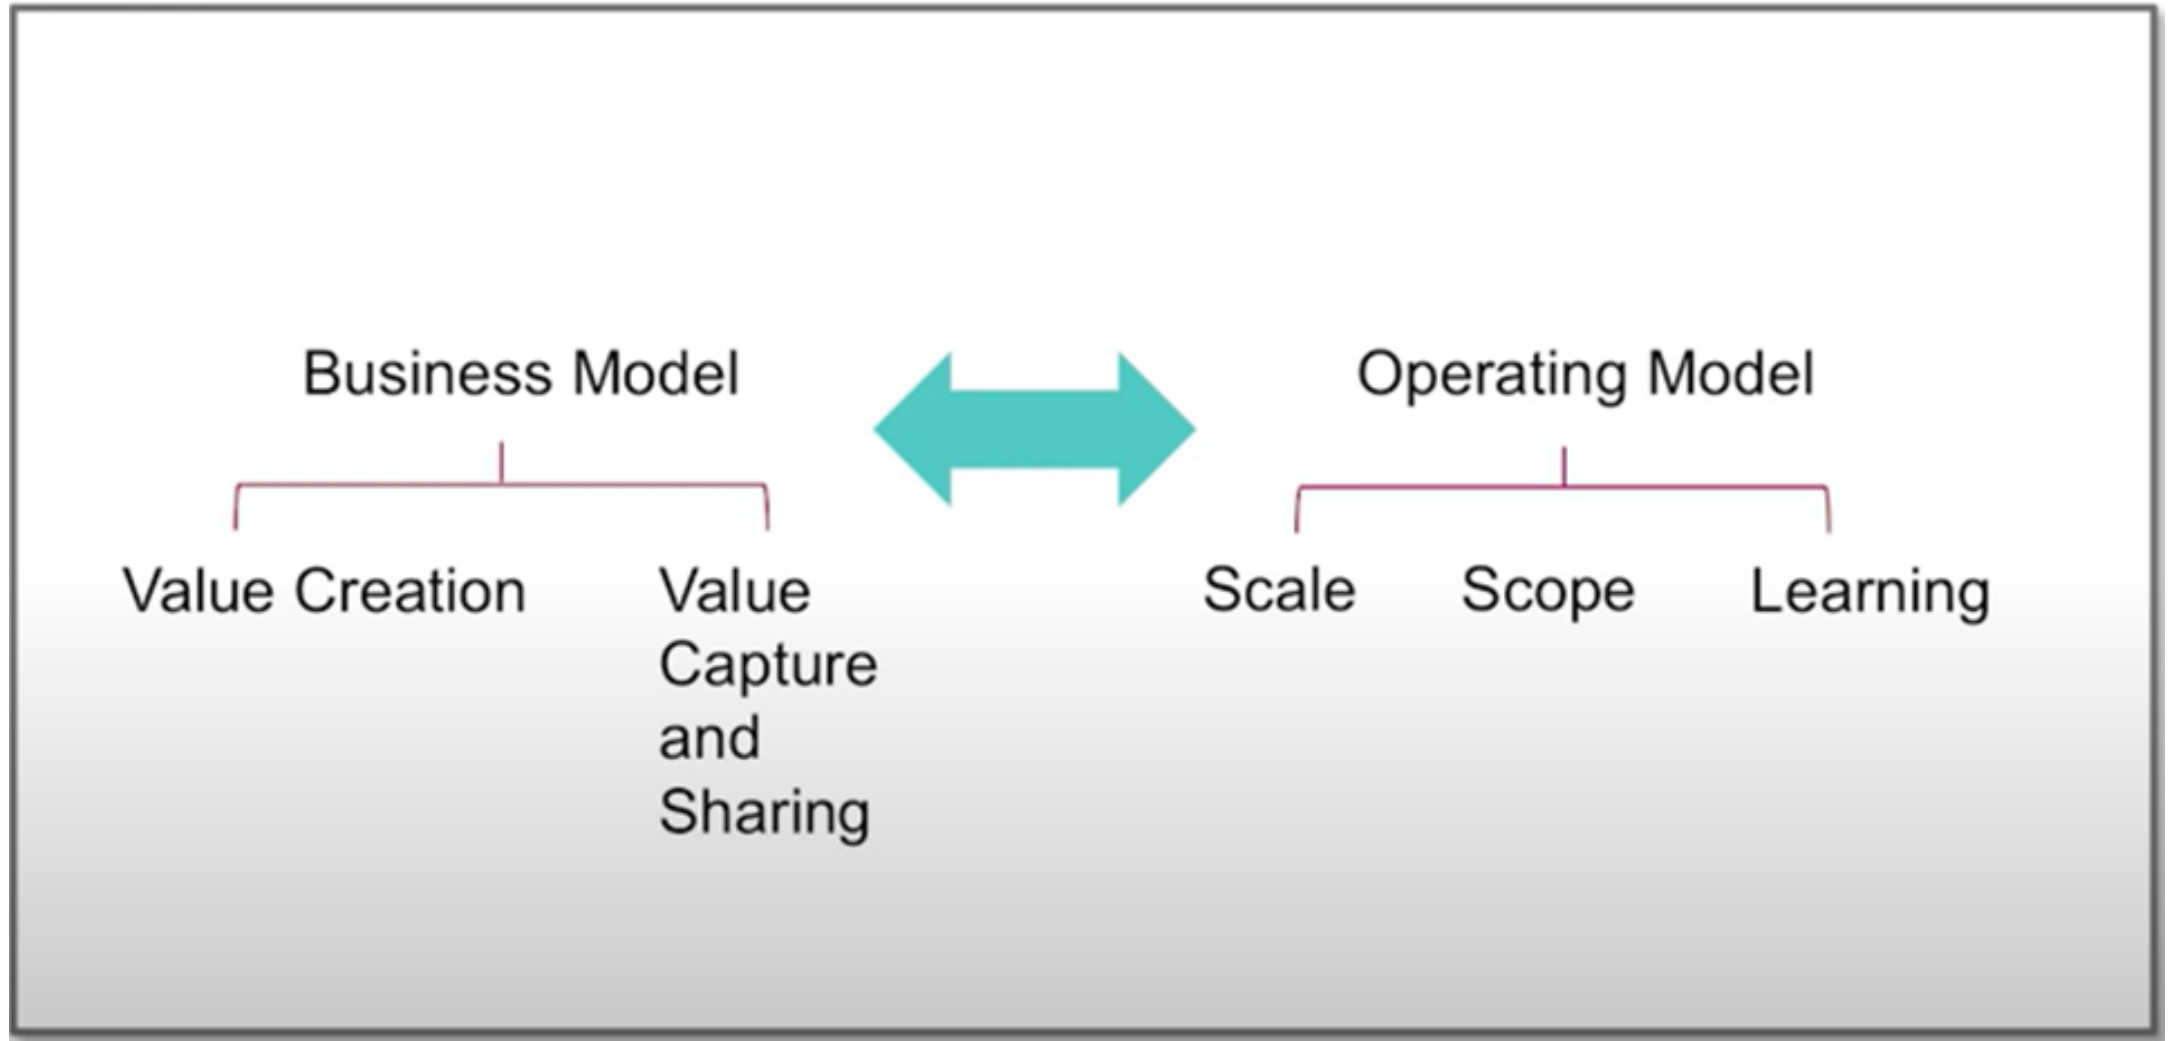 Business Model
Operating Model
Value Creation
Value
Capture
and
Sharing
Scale
Scope
Learning